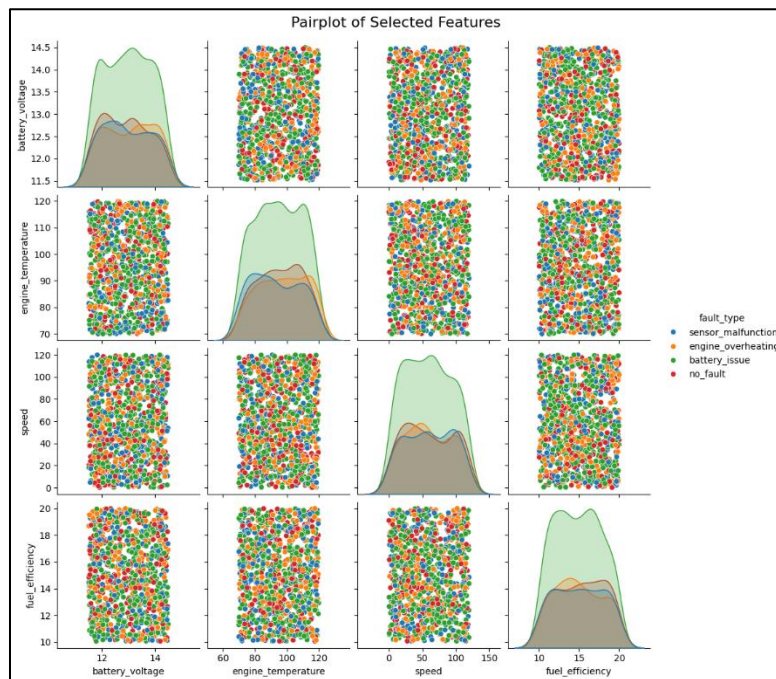 Pairplot of Selected Features
14.5
14.0
13.5
13.0
12.5
12.0
11.5
battery_voltage
120
110
100
90
80
70
engine_temperature
120
100
80
60
40
20
0
speed
20
18
16
14
12
10
fuel_efficiency
12 14
battery_voltage
60 80 100 120
engine_temperature
0 50 100 150
speed
10 15 20
fuel_efficiency
fault_type
sensor_malfunction
engine_overheating
battery_issue
no_fault